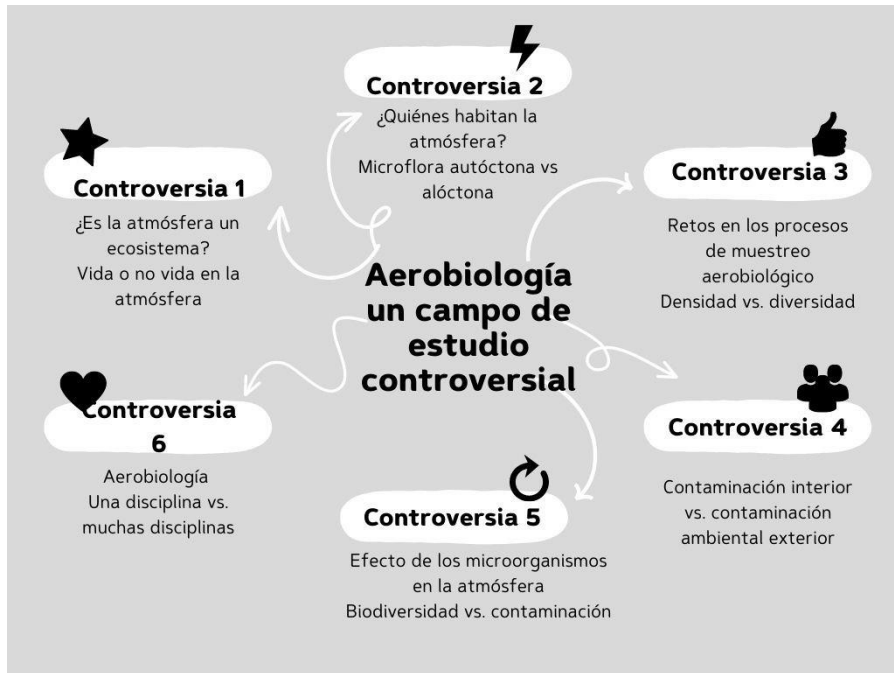 Aerobiología
un campo de
estudio
controversial
Controversia 1
¿Es la atmósfera un
ecosistema?
Vida o no vida en la
atmósfera
Controversia 2
¿Quiénes habitan la
atmósfera?
Microflora autóctona vs
alóctona
Controversia 3
Retos en los procesos
de muestreo
aerobiológico
Densidad vs. diversidad
Controversia 4
Contaminación interior
vs. contaminación
ambiental exterior
Controversia 5
Efecto de los microorganismos
en la atmósfera
Biodiversidad vs. contaminación
Controversia
6
Aerobiología
Una disciplina vs.
muchas disciplinas